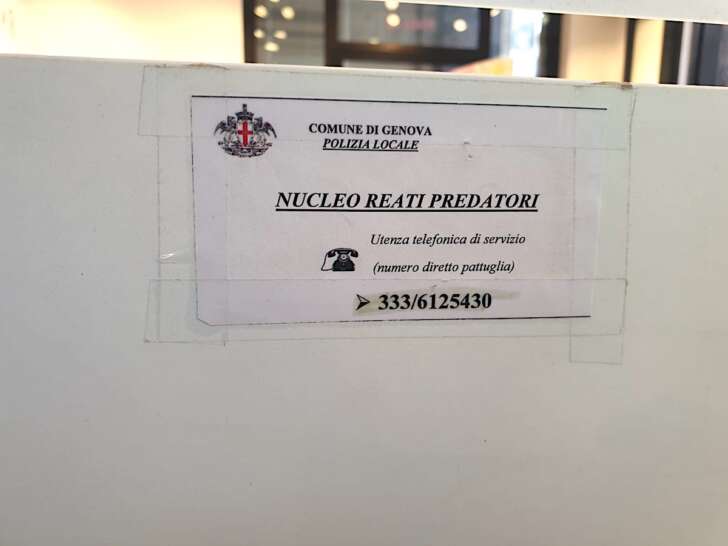 COMUNE DI GENOVA
POLIZIA LOCALE
NUCLEO REATI PREDATORI
Utenza telefonica di servizio
(numero diretto pattuglia)
➢ 333/6125430